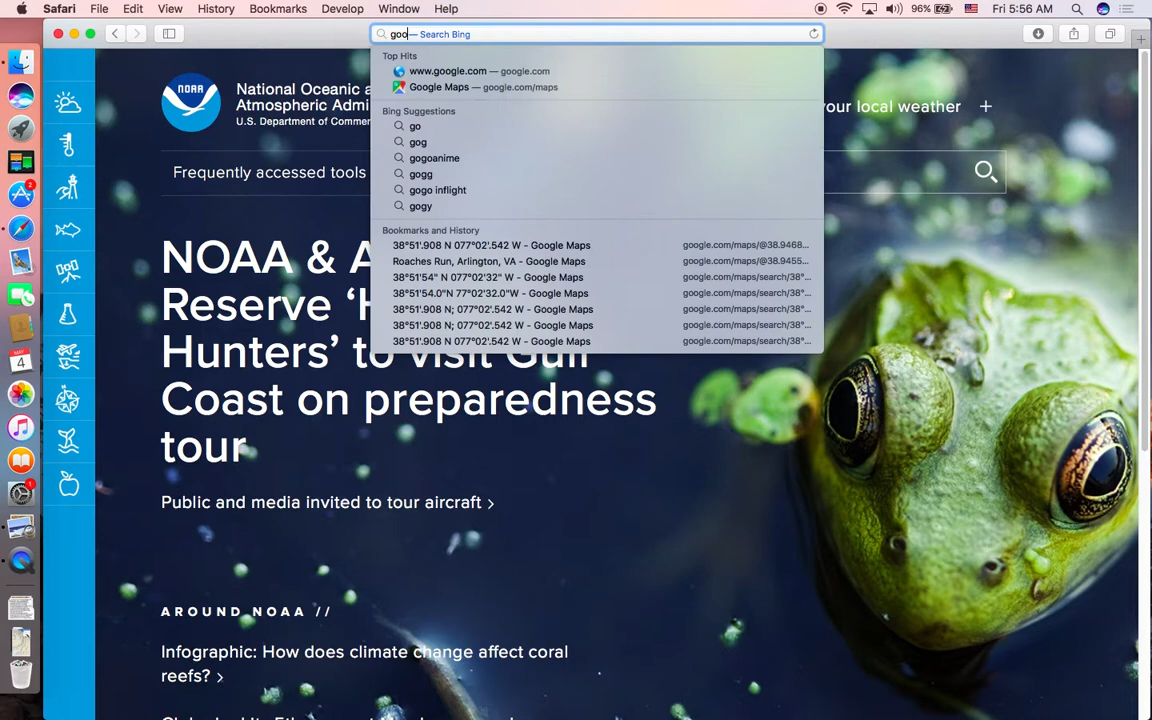 Safari File Edit View History Bookmarks Develop Window Help 96% Fri 5:56 AM
goo — Search Bing
Top Hits
www.google.com — google.com
Google Maps — google.com/maps
Bing Suggestions
go
gog
gogoanime
gogg
gogo inflight
gogy
Bookmarks and History
38°51'.908 N 077°02'.542 W - Google Maps google.com/maps/@38.9468...
Roaches Run, Arlington, VA - Google Maps google.com/maps/@38.9455...
38°51'54" N 077°02'32" W - Google Maps google.com/maps/search/38°...
38°51'54.0"N 77°02'32.0"W - Google Maps google.com/maps/search/38°...
38°51'.908 N; 077°02'.542 W - Google Maps google.com/maps/search/38°...
38°51'.908 N; 077°02'.542 W - Google Maps google.com/maps/search/38°...
38°51'.908 N 077°02'.542 W - Google Maps google.com/maps/search/38°...
NOAA
National Oceanic a
Atmospheric Admi
U.S. Department of Commer
our local weather +
Frequently accessed tools
NOAA & A
Reserve ‘H
Hunters’ to visit Gulf
Coast on preparedness
tour
Public and media invited to tour aircraft >
AROUND NOAA //
Infographic: How does climate change affect coral
reefs? >
2
MAY
4
1